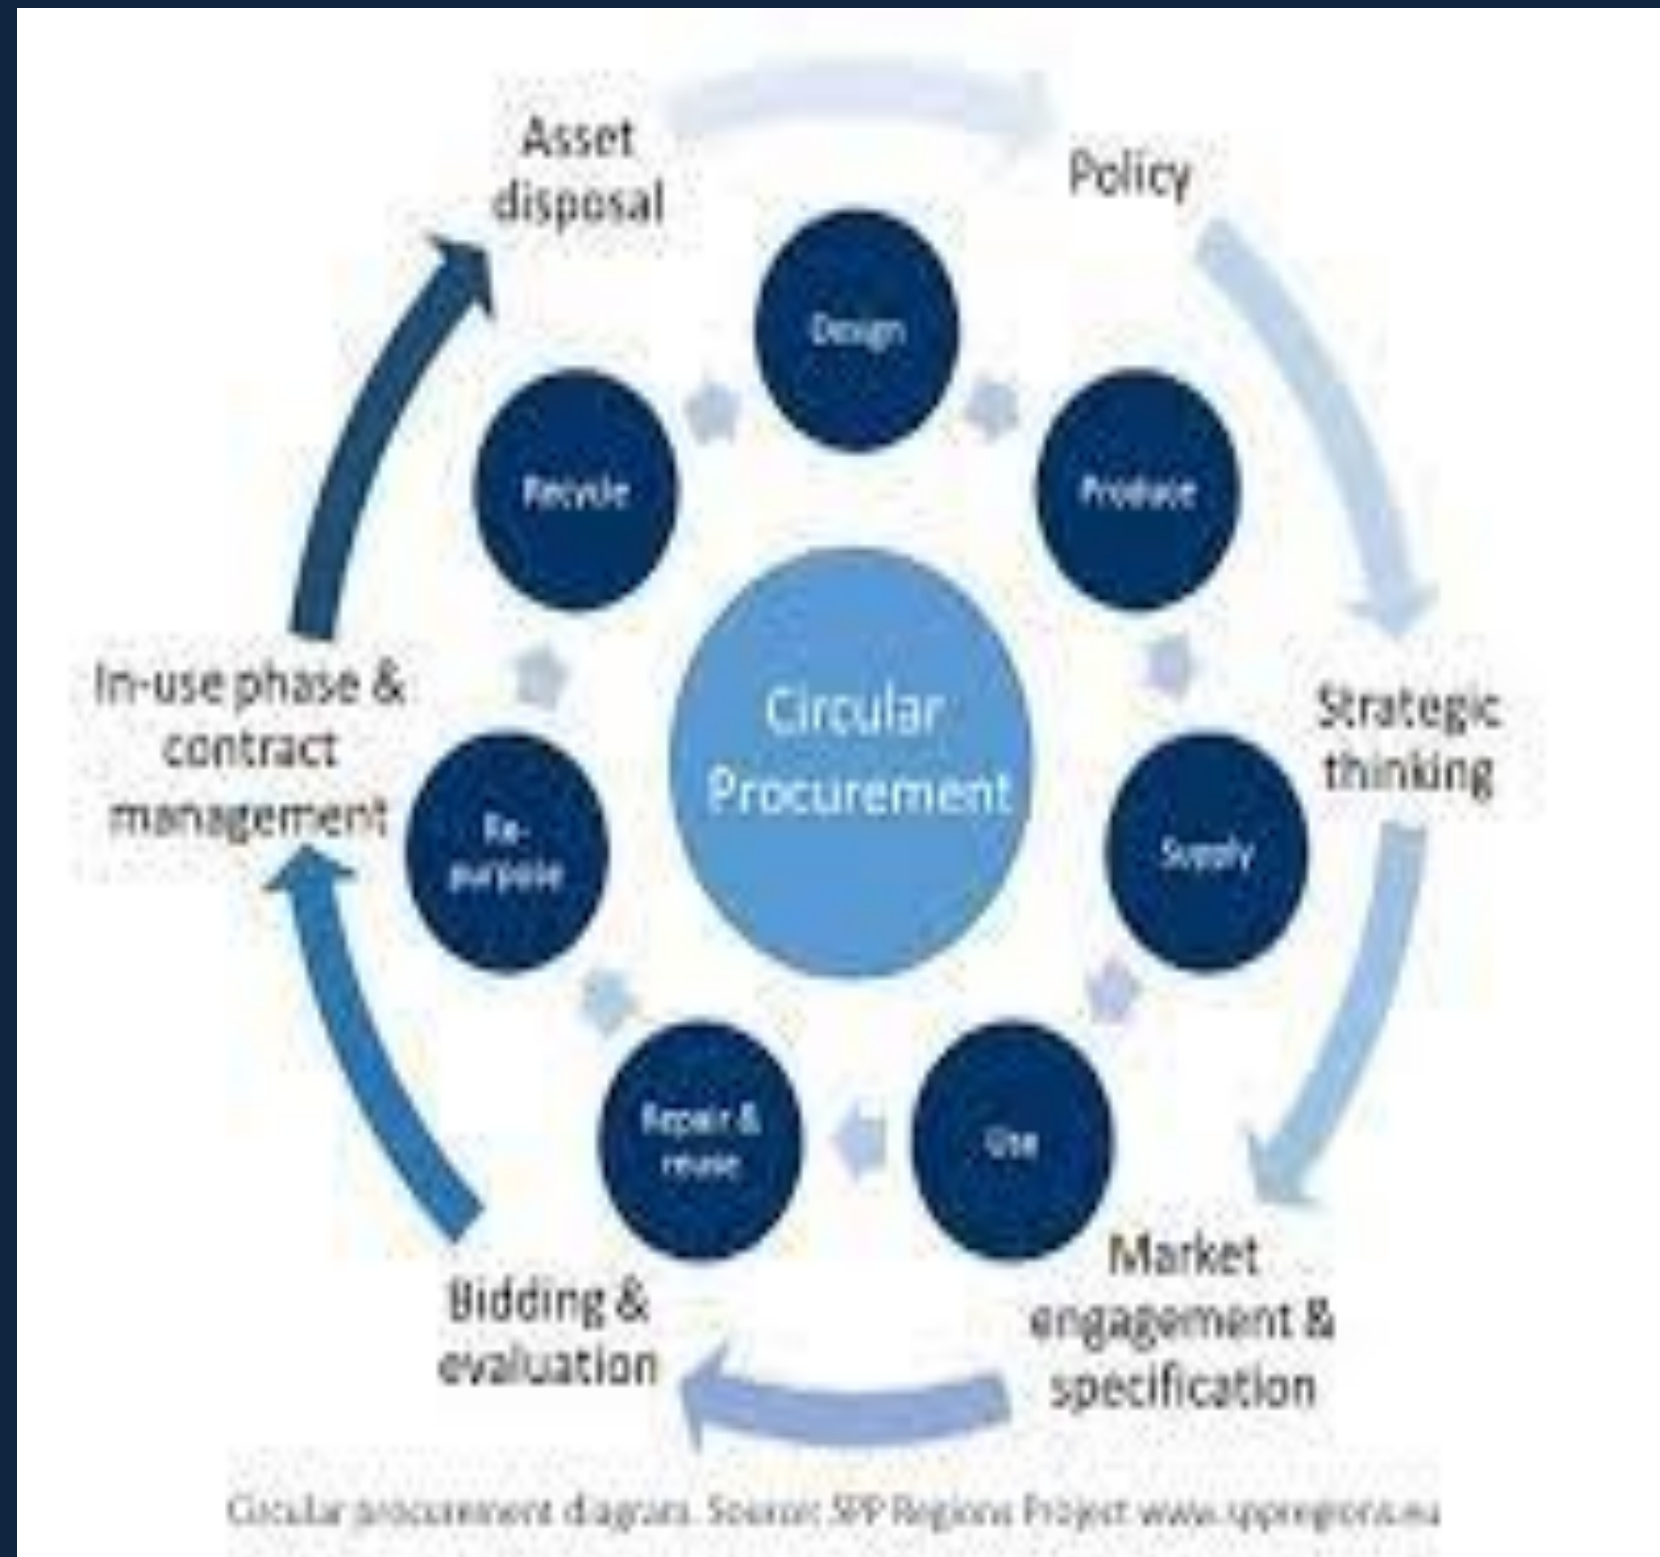 Asset
disposal
Policy
Design
Recycle
Produce
Circular
Procurement
In-use phase &
contract
management
Strategic
thinking
Re-
purpose
Supply
Repair &
reuse
Use
Market
engagement &
specification
Bidding &
evaluation
Circular procurement diagram. Source: SPP Regions Project www.sppregions.eu